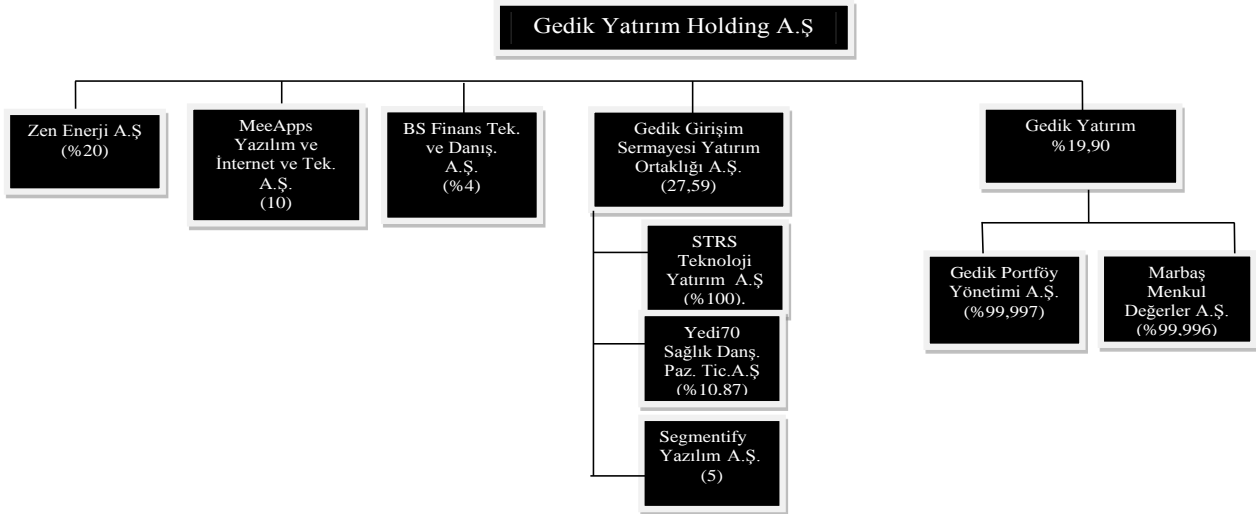 Gedik Yatırım Holding A.Ş
Zen Enerji A.Ş
(%20)
MeeApps
Yazılım ve
İnternet ve Tek.
A.Ş.
(10)
BS Finans Tek.
ve Danış.
A.Ş.
(%4)
Gedik Girişim
Sermayesi Yatırım
Ortaklığı A.Ş.
(27,59)
Gedik Yatırım
%19,90
STRS
Teknoloji
Yatırım A.Ş
(%100).
Yedi70
Sağlık Danş.
Paz. Tic.A.Ş
(%10,87)
Segmentify
Yazılım A.Ş.
(5)
Gedik Portföy
Yönetimi A.Ş.
(%99,997)
Marbaş
Menkul
Değerler A.Ş.
(%99,996)